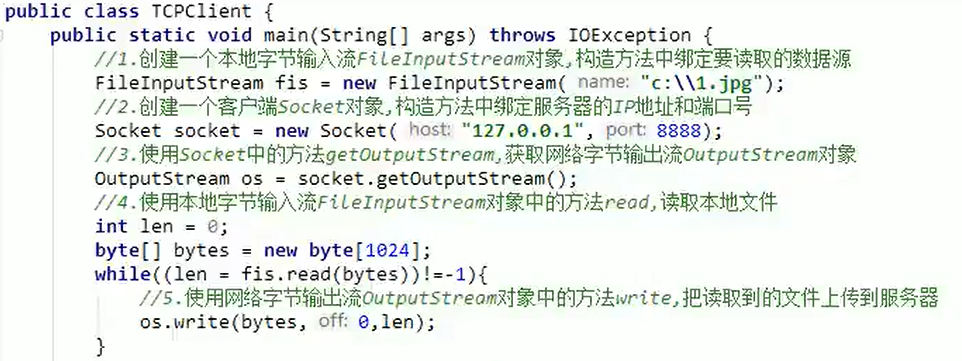 public class TCPClient {
public static void main(String[] args) throws IOException {
//1.创建一个本地字节输入流FileInputStream对象,构造方法中绑定要读取的数据源
FileInputStream fis = new FileInputStream( name: "c:\\1.jpg");
//2.创建一个客户端Socket对象,构造方法中绑定服务器的IP地址和端口号
Socket socket = new Socket( host: "127.0.0.1", port: 8888);
//3.使用Socket中的方法getOutputStream,获取网络字节输出流OutputStream对象
OutputStream os = socket.getOutputStream();
//4.使用本地字节输入流FileInputStream对象中的方法read,读取本地文件
int len = 0;
byte[] bytes = new byte[1024];
while((len = fis.read(bytes))!=-1){
//5.使用网络字节输出流OutputStream对象中的方法write,把读取到的文件上传到服务器
os.write(bytes, off: 0,len);
}